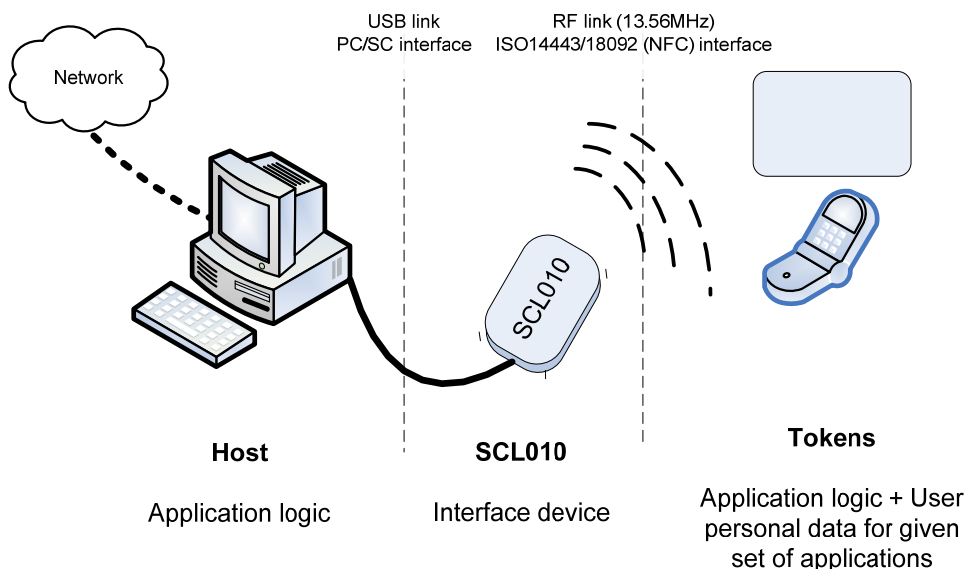 USB link
PC/SC interface
RF link (13.56MHz)
ISO14443/18092 (NFC) interface
Network
SCL010
Host
SCL010
Tokens
Application logic
Interface device
Application logic + User
personal data for given
set of applications